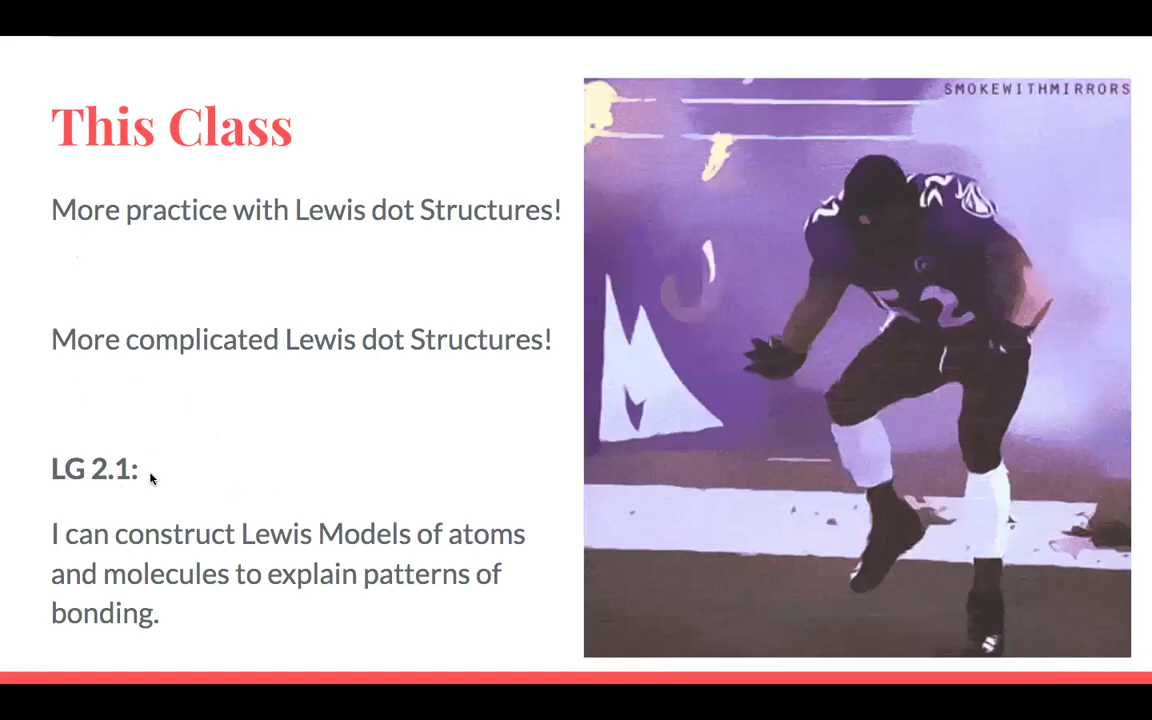 This Class
More practice with Lewis dot Structures!
More complicated Lewis dot Structures!
LG 2.1:
I can construct Lewis Models of atoms
and molecules to explain patterns of
bonding.
SMOKEWITHMIRRORS
52